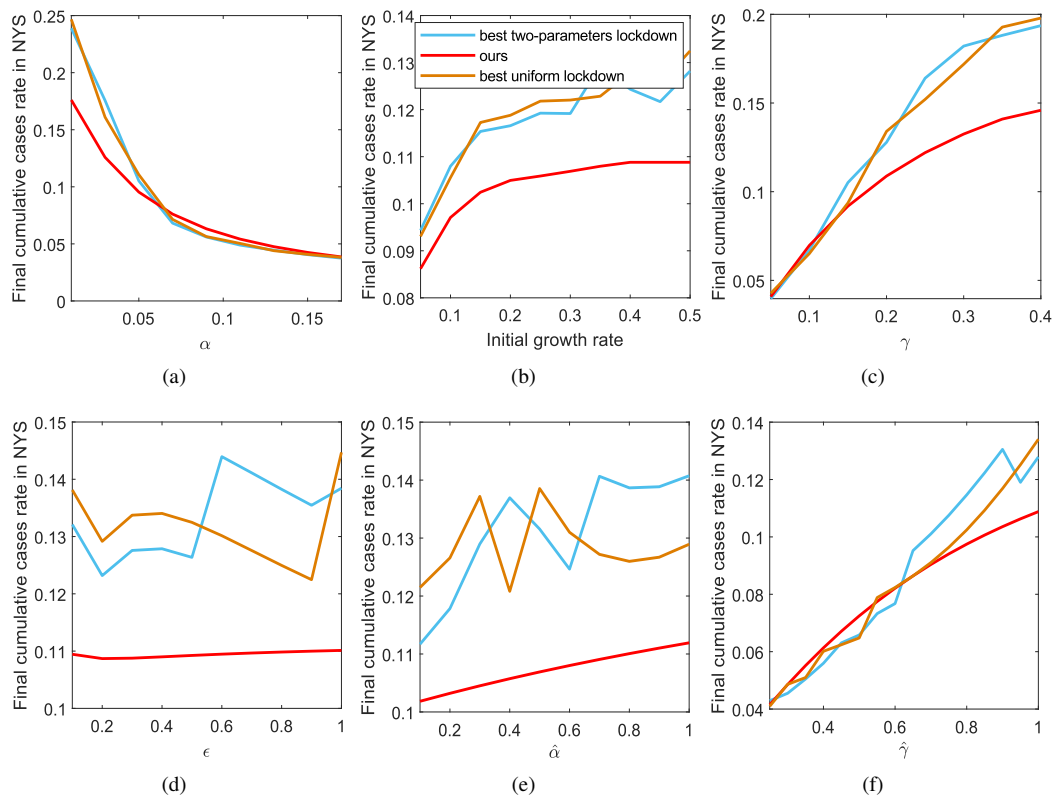 Final cumulative cases rate in NYS
0.25
0.2
0.15
0.1
0.05
0
0.05
0.1
0.15
α
(a)
Final cumulative cases rate in NYS
0.14
0.13
0.12
0.11
0.1
0.09
0.08
0.1
0.2
0.3
0.4
0.5
Initial growth rate
best two-parameters lockdown
ours
best uniform lockdown
(b)
Final cumulative cases rate in NYS
0.2
0.15
0.1
0.05
0.1
0.2
0.3
0.4
γ
(c)
Final cumulative cases rate in NYS
0.15
0.14
0.13
0.12
0.11
0.1
0.2
0.4
0.6
0.8
1
ϵ
(d)
Final cumulative cases rate in NYS
0.15
0.14
0.13
0.12
0.11
0.1
0.2
0.4
0.6
0.8
1
α̂
(e)
Final cumulative cases rate in NYS
0.14
0.12
0.1
0.08
0.06
0.04
0.4
0.6
0.8
1
γ̂
(f)